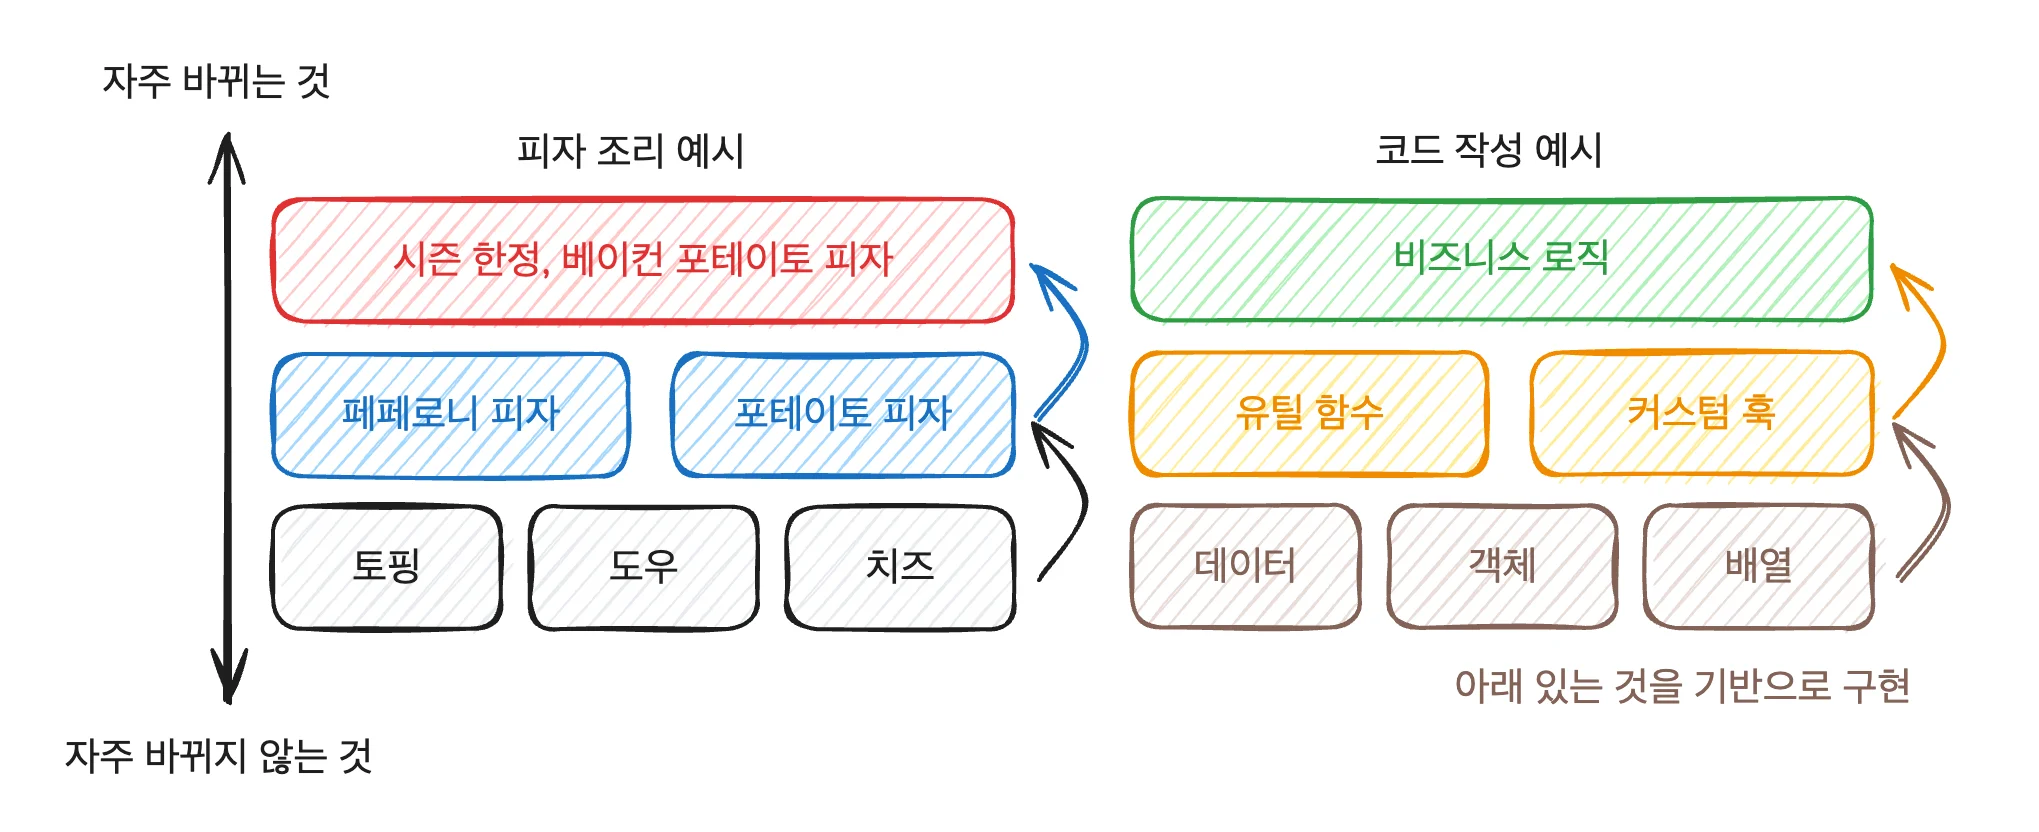 자주 바뀌는 것
피자 조리 예시
시즌 한정, 베이컨 포테이토 피자
페페로니 피자
포테이토 피자
토핑
도우
치즈
코드 작성 예시
비즈니스 로직
유틸 함수
커스텀 훅
데이터
객체
배열
아래 있는 것을 기반으로 구현
자주 바뀌지 않는 것